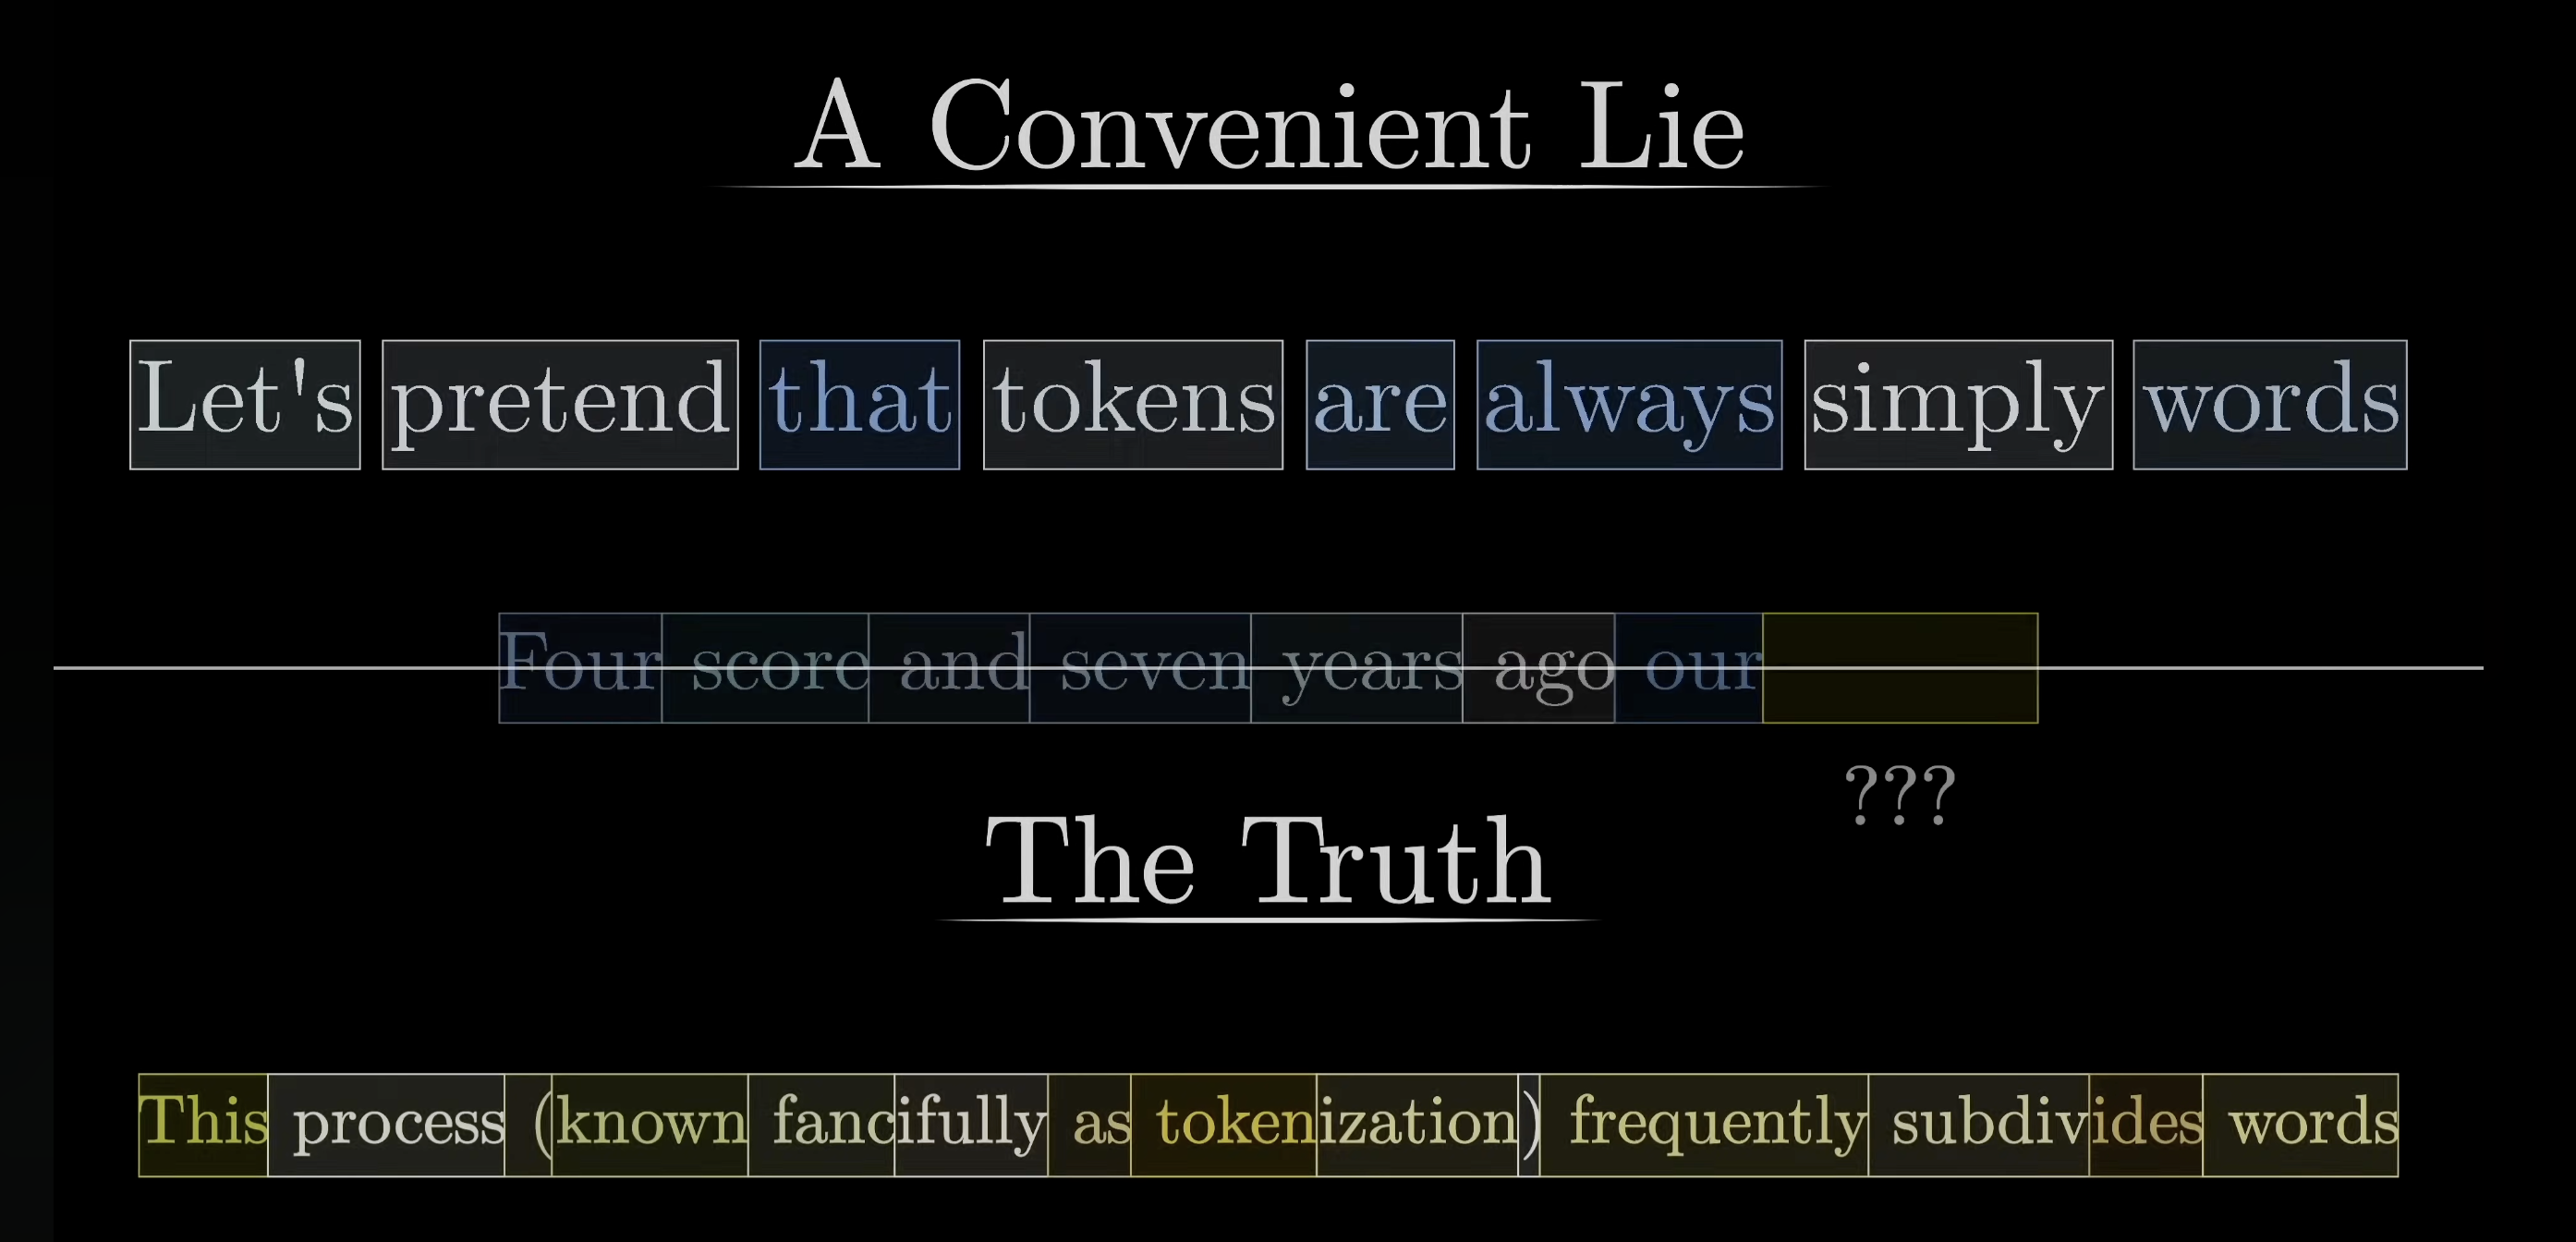 A Convenient Lie
Let's pretend that tokens are always simply words
Four score and seven years ago our
???
The Truth
This process (known fancifully as tokenization) frequently subdivides words